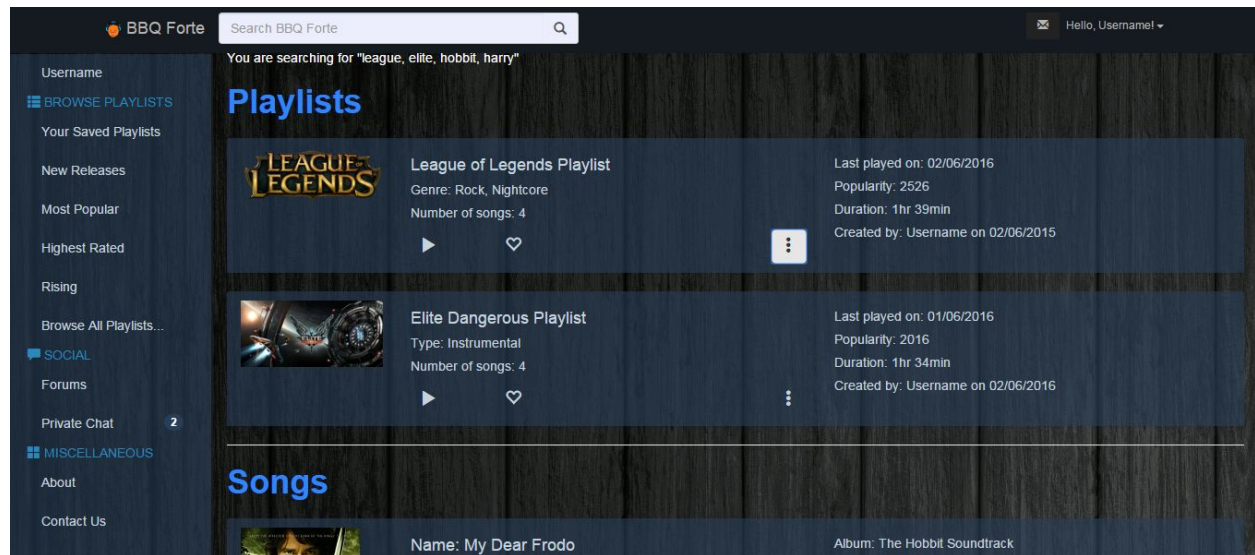 BBQ Forte
Search BBQ Forte
Hello, Username!
Username
BROWSE PLAYLISTS
Your Saved Playlists
New Releases
Most Popular
Highest Rated
Rising
Browse All Playlists...
SOCIAL
Forums
Private Chat 2
MISCELLANEOUS
About
Contact Us
You are searching for "league, elite, hobbit, harry"
Playlists
LEAGUE OF
LEGENDS
League of Legends Playlist
Genre: Rock, Nightcore
Number of songs: 4
Last played on: 02/06/2016
Popularity: 2526
Duration: 1hr 39min
Created by: Username on 02/06/2015
ELITE
Elite Dangerous Playlist
Type: Instrumental
Number of songs: 4
Last played on: 01/06/2016
Popularity: 2016
Duration: 1hr 34min
Created by: Username on 02/06/2016
Songs
Name: My Dear Frodo
Album: The Hobbit Soundtrack